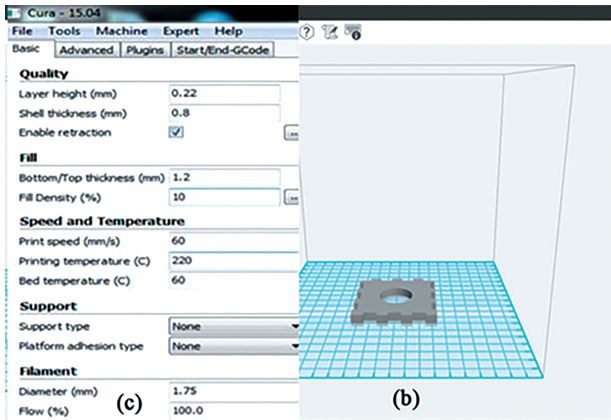 Cura - 15.04
File Tools Machine Expert Help
Basic Advanced Plugins Start/End-GCode
Quality
Layer height (mm) 0.22
Shell thickness (mm) 0.8
Enable retraction
...
Fill
Bottom/Top thickness (mm) 1.2
Fill Density (%) 10
...
Speed and Temperature
Print speed (mm/s) 60
Printing temperature (C) 220
Bed temperature (C) 60
Support
Support type None
Platform adhesion type None
Filament
Diameter (mm) 1.75
Flow (%) 100.0
(c)
(b)